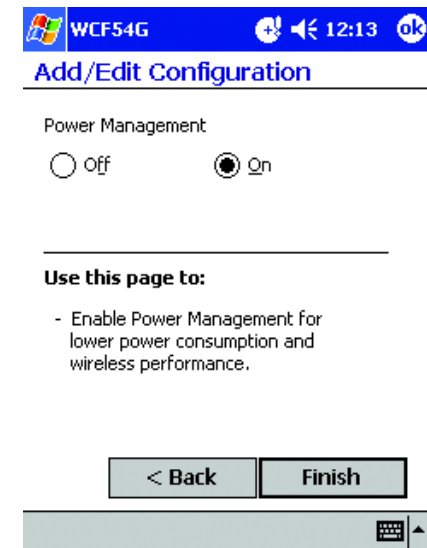 WCF54G 12:13 ok
Add/Edit Configuration
Power Management
Off On
Use this page to:
- Enable Power Management for
lower power consumption and
wireless performance.
< Back Finish